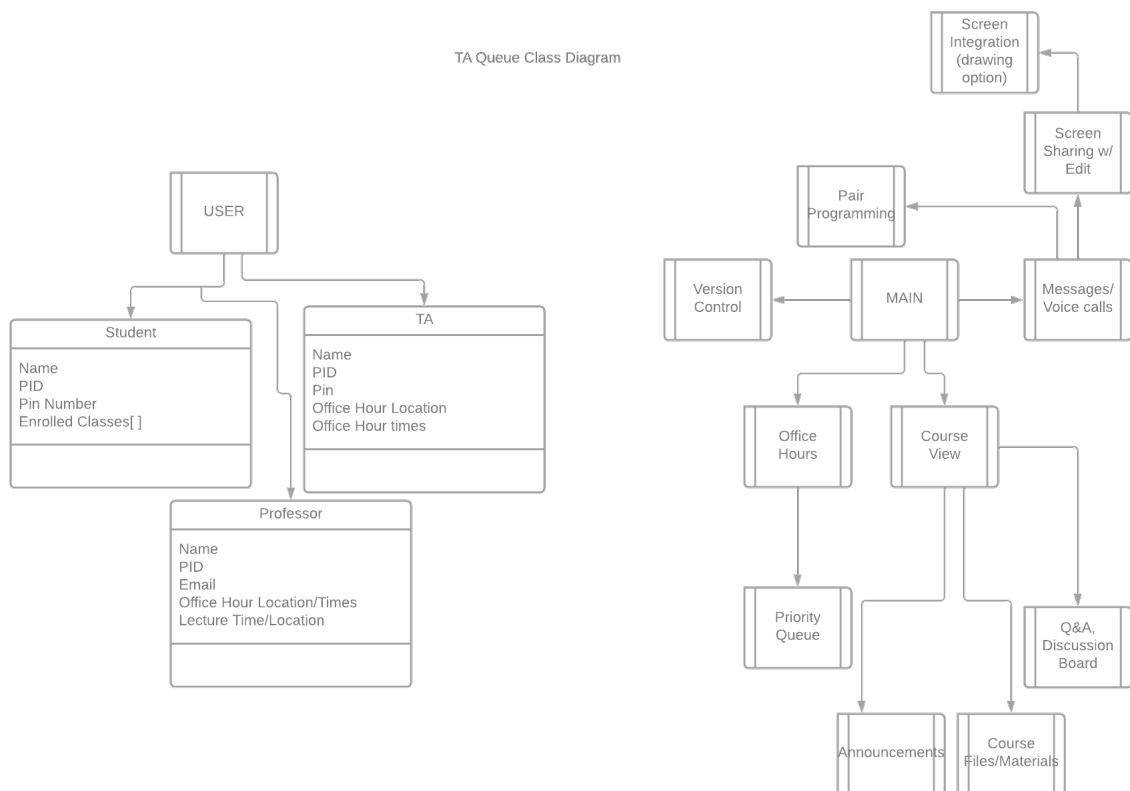 TA Queue Class Diagram
Screen
Integration
(drawing
option)
Screen
Sharing w/
Edit
Pair
Programming
USER
Version
Control
MAIN
Messages/
Voice calls
Student
Name
PID
Pin Number
Enrolled Classes[ ]
TA
Name
PID
Pin
Office Hour Location
Office Hour times
Professor
Name
PID
Email
Office Hour Location/Times
Lecture Time/Location
Office
Hours
Course
View
Priority
Queue
Q&A,
Discussion
Board
Announcements
Course
Files/Materials